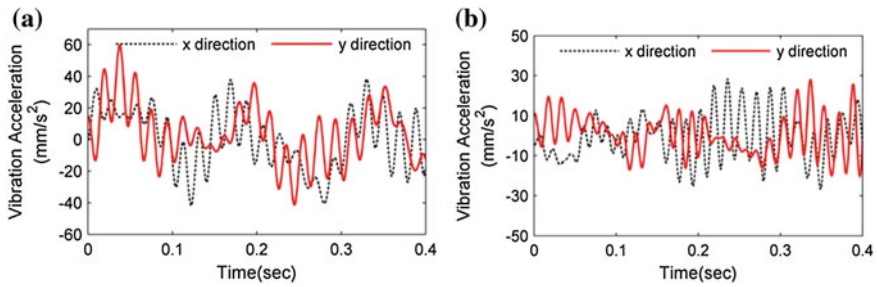 (a)
x direction y direction
Vibration Acceleration
(mm/s²)
60
40
20
0
-20
-40
-60
0 0.1 0.2 0.3 0.4
Time(sec)
(b)
x direction y direction
Vibration Acceleration
(mm/s²)
50
30
10
-10
-30
-50
0 0.1 0.2 0.3 0.4
Time(sec)